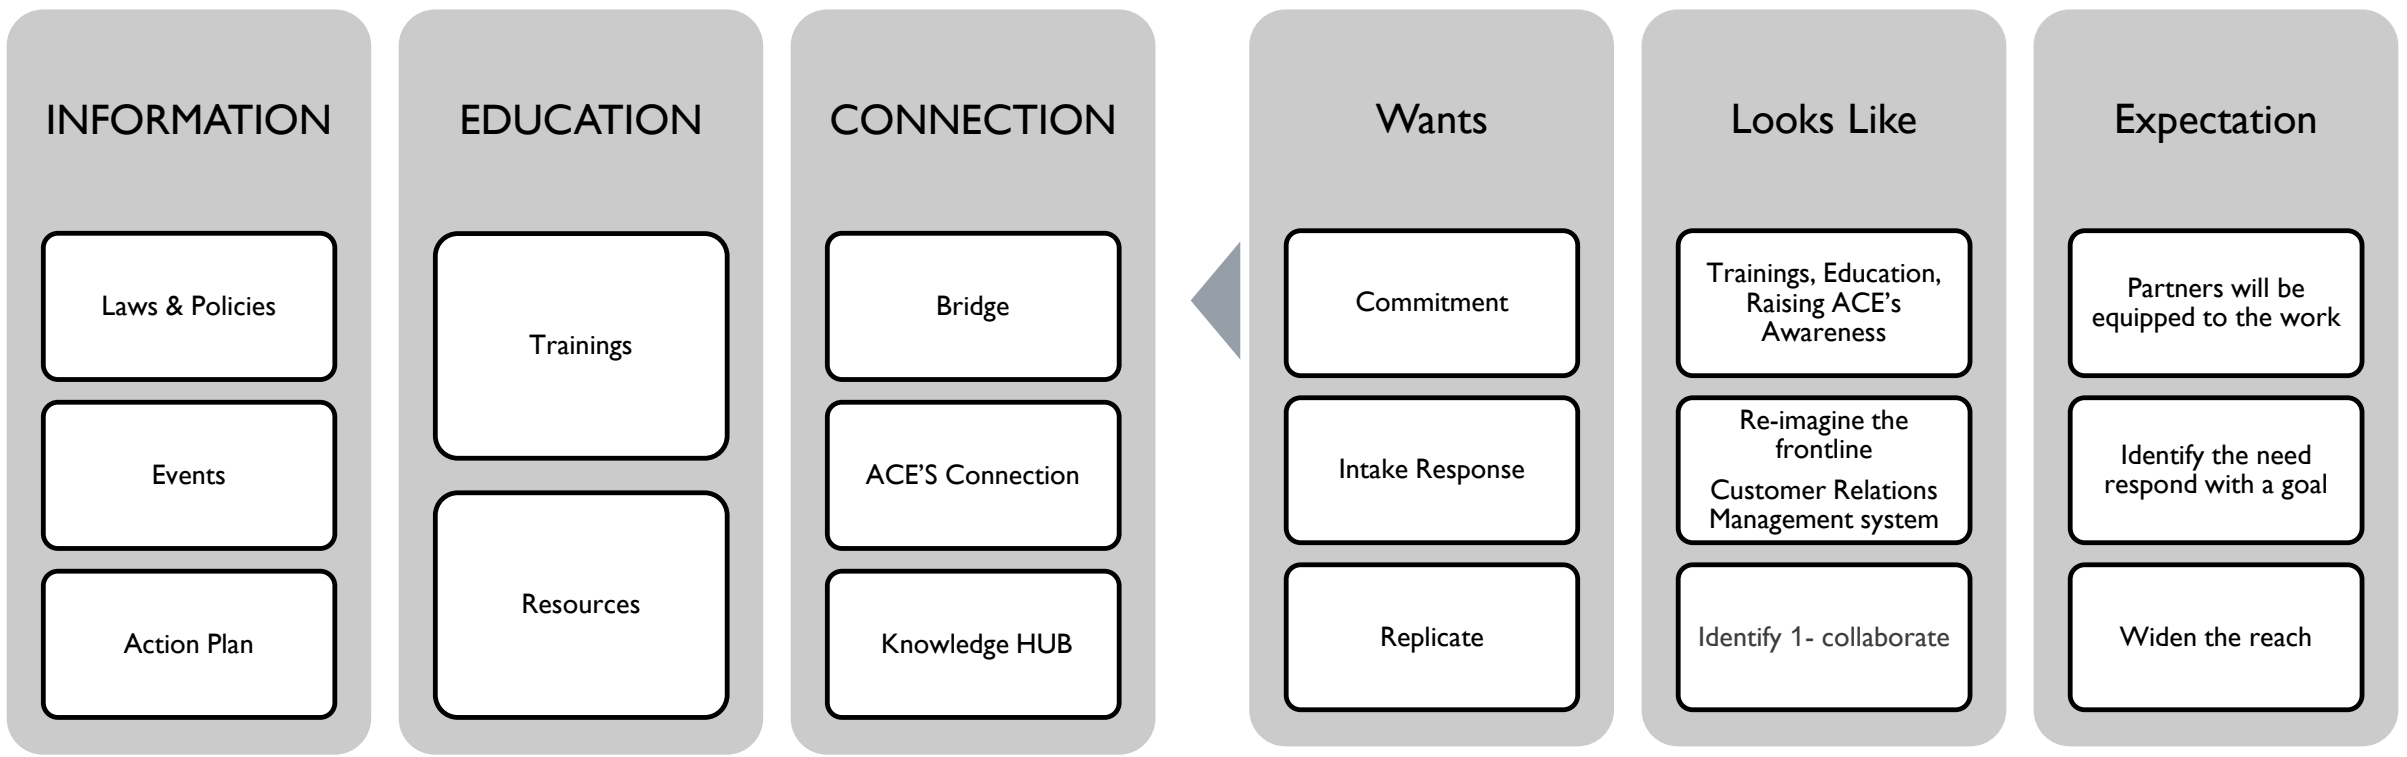 INFORMATION
Laws & Policies
Events
Action Plan
EDUCATION
Trainings
Resources
CONNECTION
Bridge
ACE'S Connection
Knowledge HUB
Wants
Commitment
Intake Response
Replicate
Looks Like
Trainings, Education,
Raising ACE's
Awareness
Re-imagine the
frontline
Customer Relations
Management system
Identify 1- collaborate
Expectation
Partners will be
equipped to the work
Identify the need
respond with a goal
Widen the reach